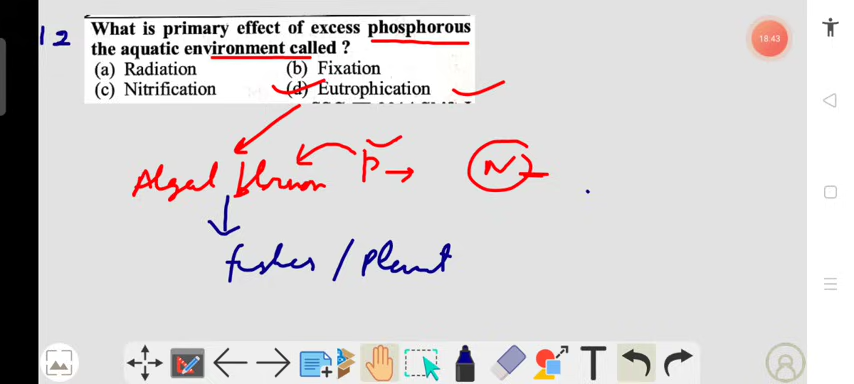 12 What is primary effect of excess phosphorous
the aquatic environment called ?
(a) Radiation (b) Fixation
(c) Nitrification (d) Eutrophication
Algal bloom P → N2
fishes / plant
18:43
T